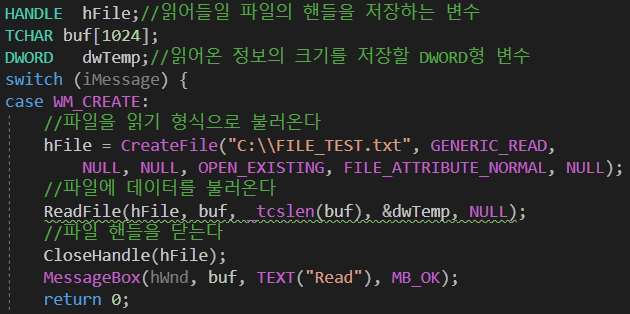 HANDLE  hFile;//읽어들일 파일의 핸들을 저장하는 변수
TCHAR buf[1024];
DWORD   dwTemp;//읽어온 정보의 크기를 저장할 DWORD형 변수
switch (iMessage) {
case WM_CREATE:
    //파일을 읽기 형식으로 불러온다
    hFile = CreateFile("C:\\FILE_TEST.txt", GENERIC_READ,
        NULL, NULL, OPEN_EXISTING, FILE_ATTRIBUTE_NORMAL, NULL);
    //파일에 데이터를 불러온다
    ReadFile(hFile, buf, _tcslen(buf), &dwTemp, NULL);
    //파일 핸들을 닫는다
    CloseHandle(hFile);
    MessageBox(hWnd, buf, TEXT("Read"), MB_OK);
    return 0;